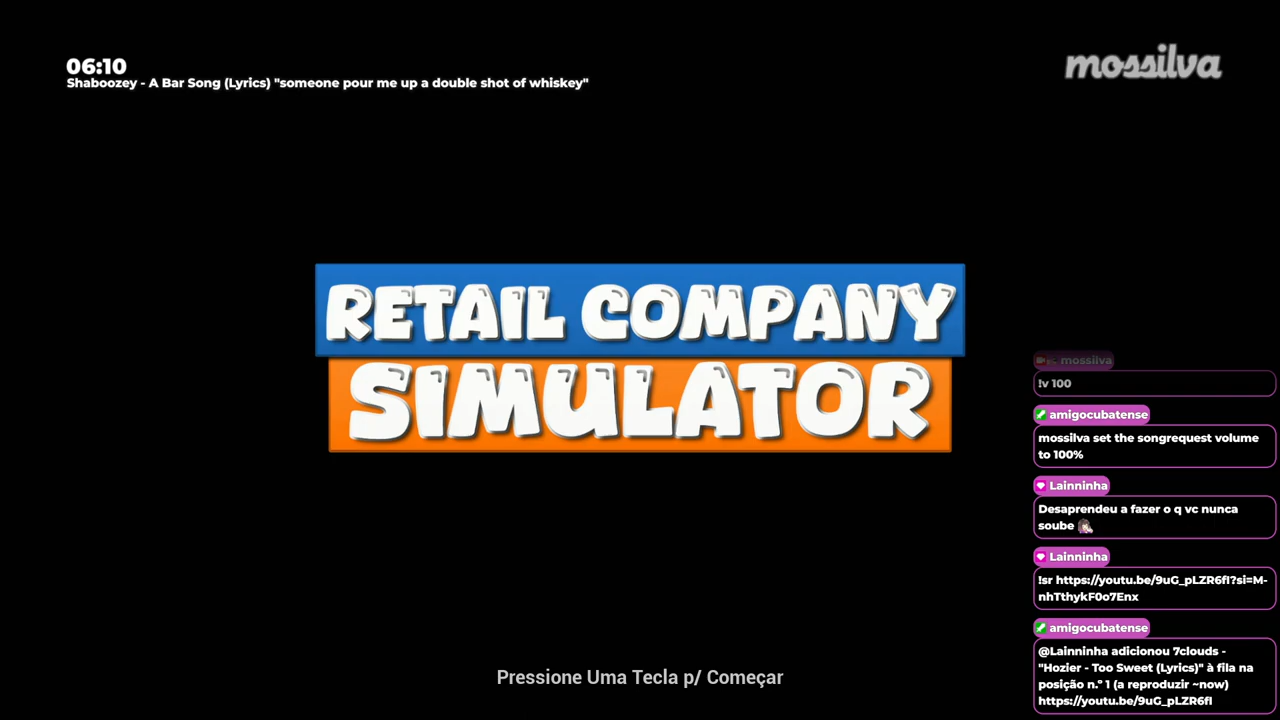 06:10
Shaboozey - A Bar Song (Lyrics) "someone pour me up a double shot of whiskey"
mossilva
RETAIL COMPANY
SIMULATOR
Pressione Uma Tecla p/ Começar
mossilva
!v 100
amigocubatense
mossilva set the songrequest volume
to 100%
Lainninha
Desaprendeu a fazer o q vc nunca
soube
Lainninha
!sr https://youtu.be/9uG_pLZR6fI?si=M-
nhTthykF0o7Enx
amigocubatense
@Lainninha adicionou 7clouds -
"Hozier - Too Sweet (Lyrics)" à fila na
posição n.º 1 (a reproduzir ~now)
https://youtu.be/9uG_pLZR6fI